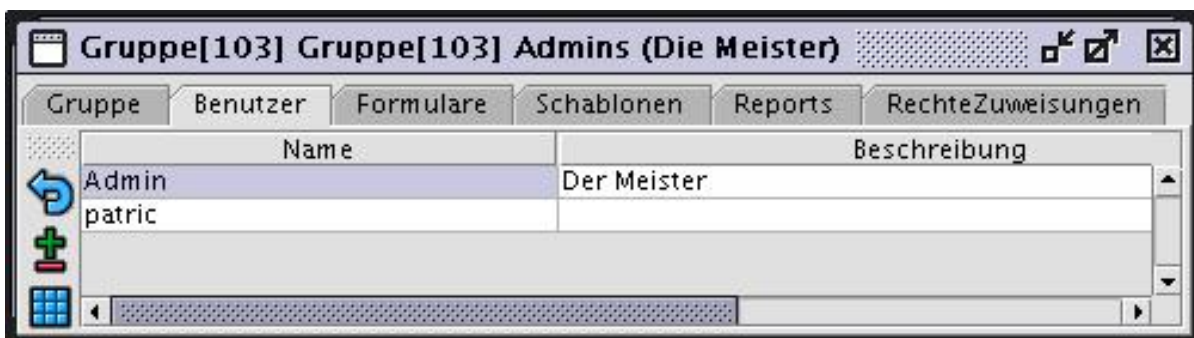 Gruppe[103] Gruppe[103] Admins (Die Meister)
Gruppe Benutzer Formulare Schablonen Reports RechteZuweisungen
Name Beschreibung
Admin Der Meister
patric